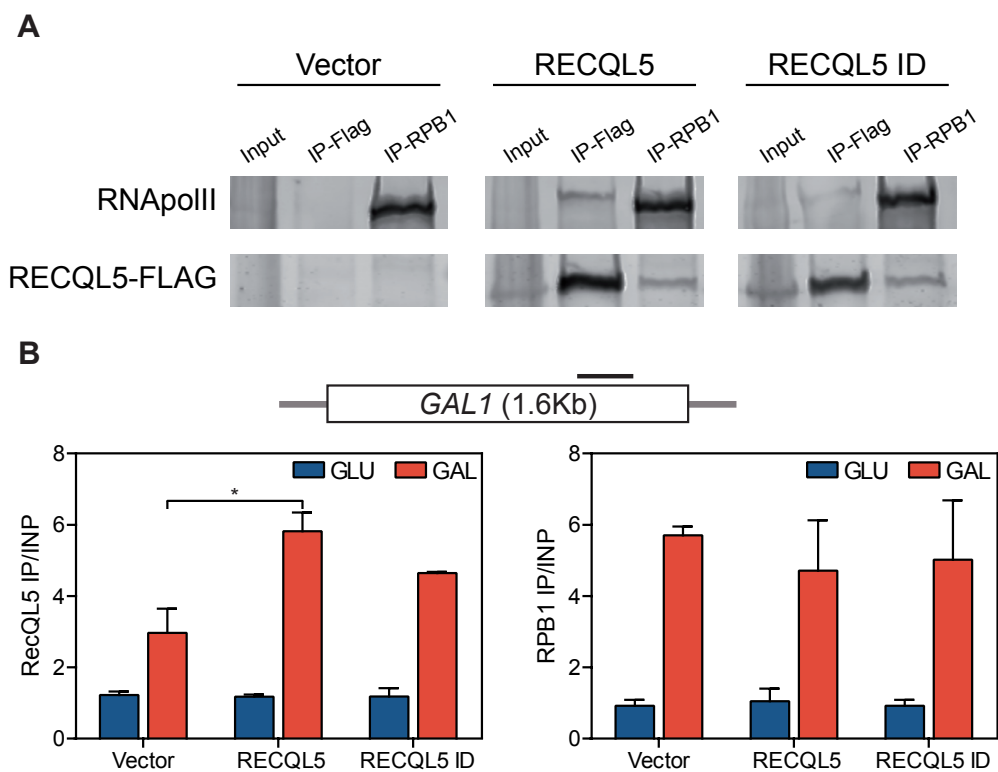 A
Vector RECQL5 RECQL5 ID
Input IP-Flag IP-RPB1 Input IP-Flag IP-RPB1 Input IP-Flag IP-RPB1
RNApolII
RECQL5-FLAG
B
GAL1 (1.6Kb)
RecQL5 IP/INP
8
6
4
2
0
GLU GAL
*
Vector RECQL5 RECQL5 ID
RPB1 IP/INP
8
6
4
2
0
GLU GAL
Vector RECQL5 RECQL5 ID